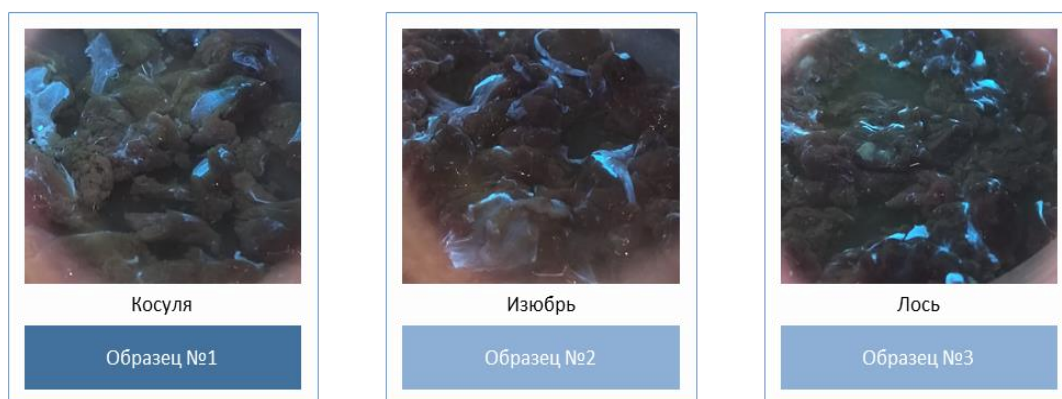 Косуля
Изюбрь
Лось
Образец №1
Образец №2
Образец №3